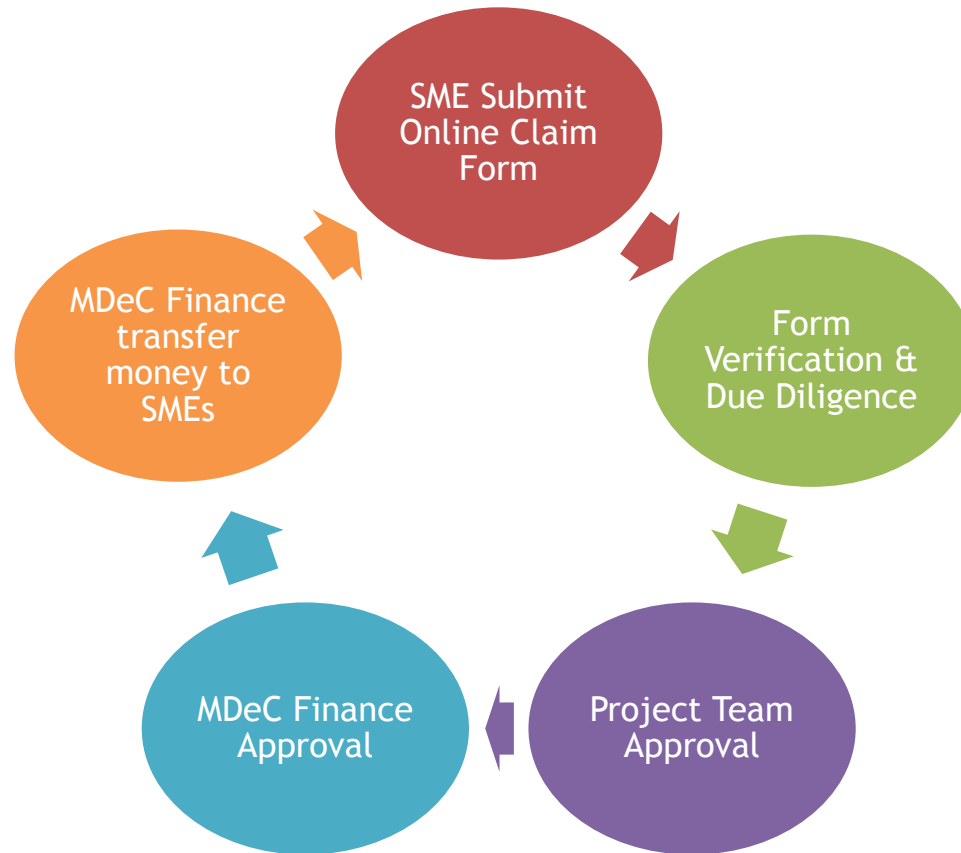 SME Submit
Online Claim
Form
Form
Verification &
Due Diligence
Project Team
Approval
MDeC Finance
Approval
MDeC Finance
transfer
money to
SMEs